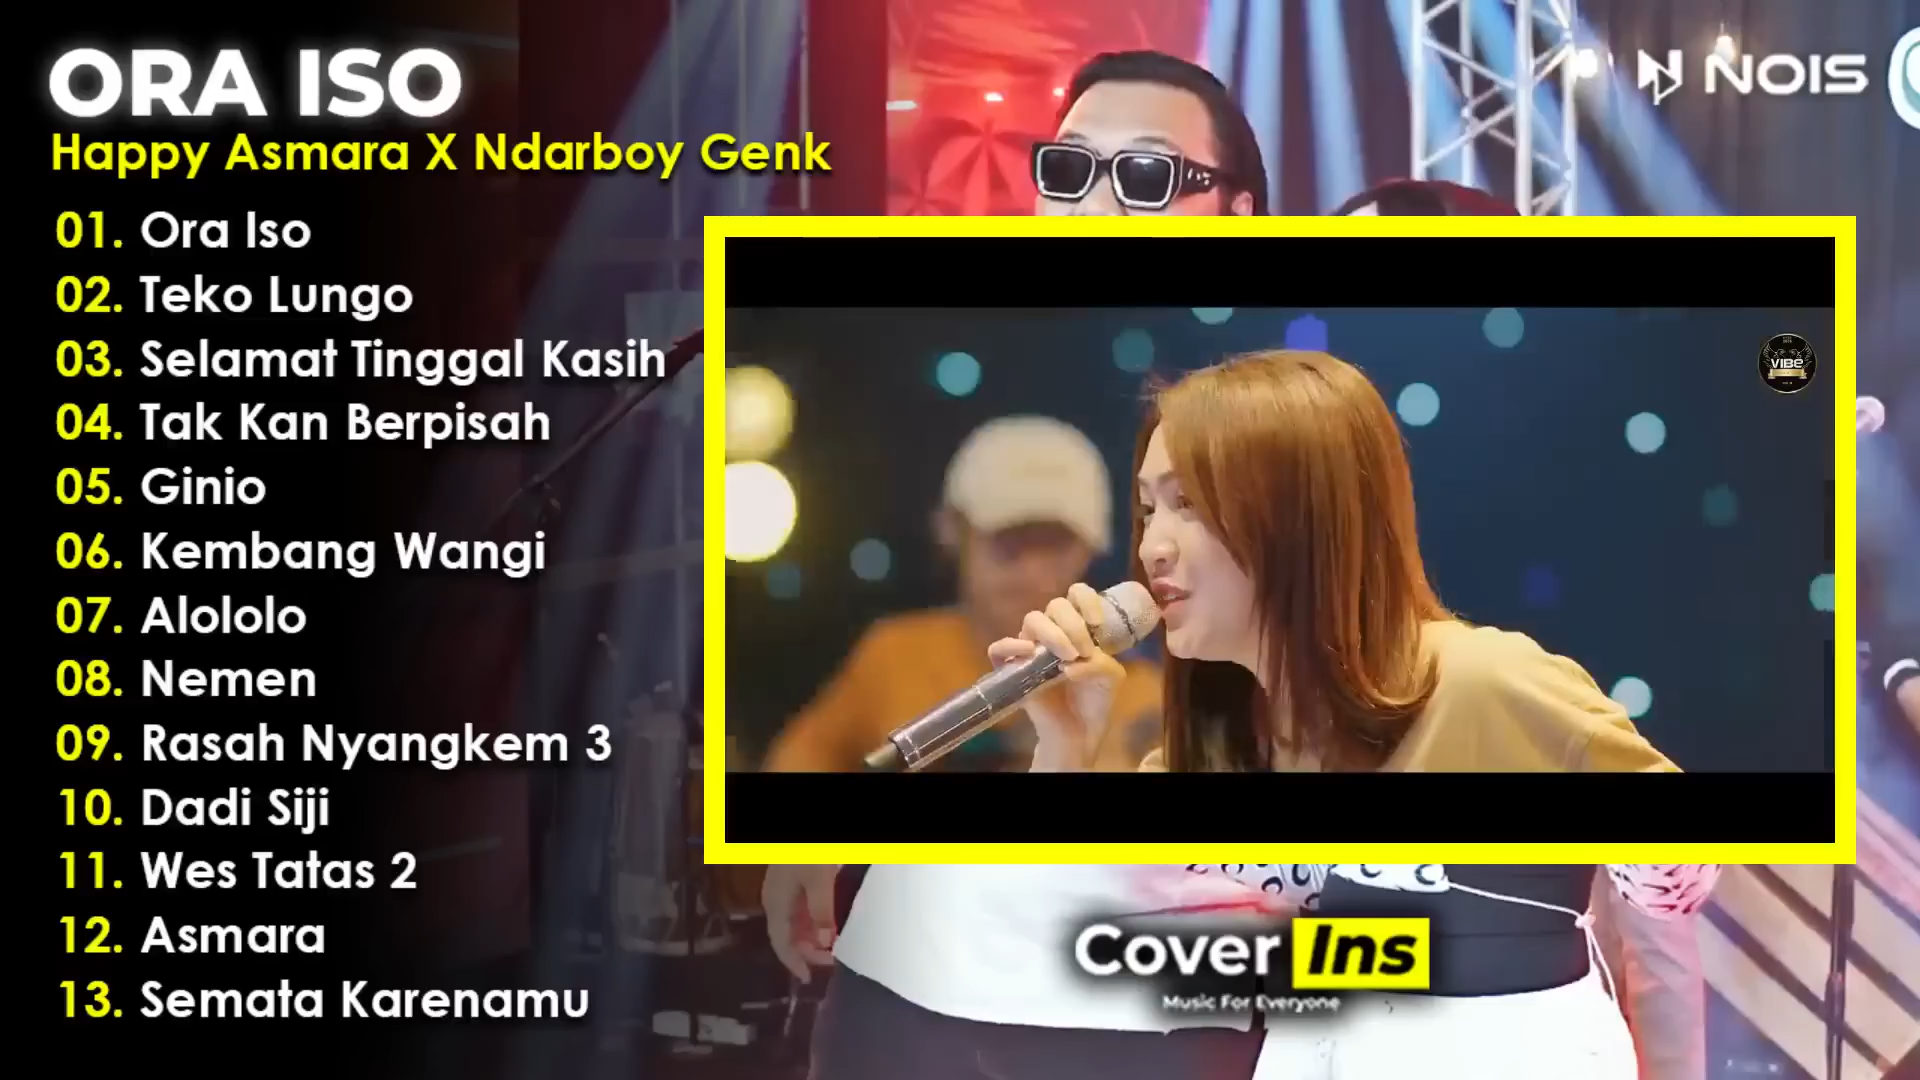 ORA ISO
Happy Asmara X Ndarboy Genk
01. Ora Iso
02. Teko Lungo
03. Selamat Tinggal Kasih
04. Tak Kan Berpisah
05. Ginio
06. Kembang Wangi
07. Alololo
08. Nemen
09. Rasah Nyangkem 3
10. Dadi Siji
11. Wes Tatas 2
12. Asmara
13. Semata Karenamu
NOIS
VIBE
Cover Ins
Music For Everyone